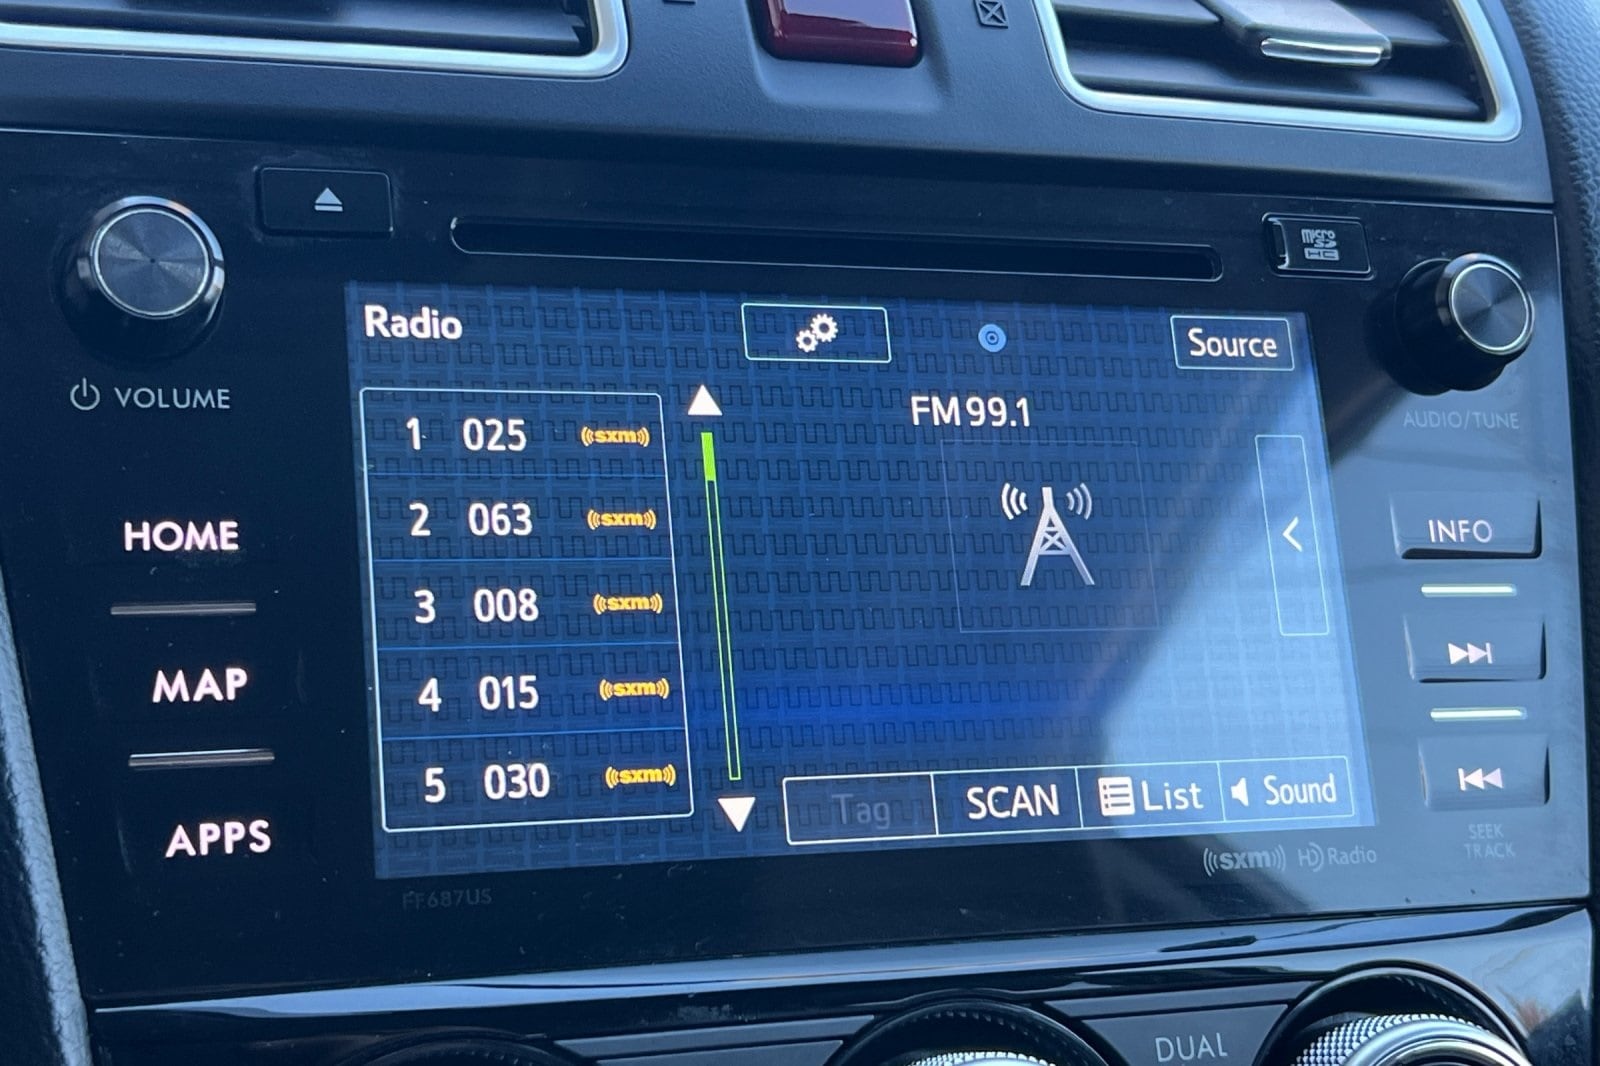 micro SD HC
VOLUME
HOME
MAP
APPS
Radio
Source
FM 99.1
1 025 ((sxm))
2 063 ((sxm))
3 008 ((sxm))
4 015 ((sxm))
5 030 ((sxm))
Tag
SCAN
List
Sound
AUDIO/TUNE
INFO
SEEK
TRACK
((sxm)) HD Radio
FF687US
DUAL